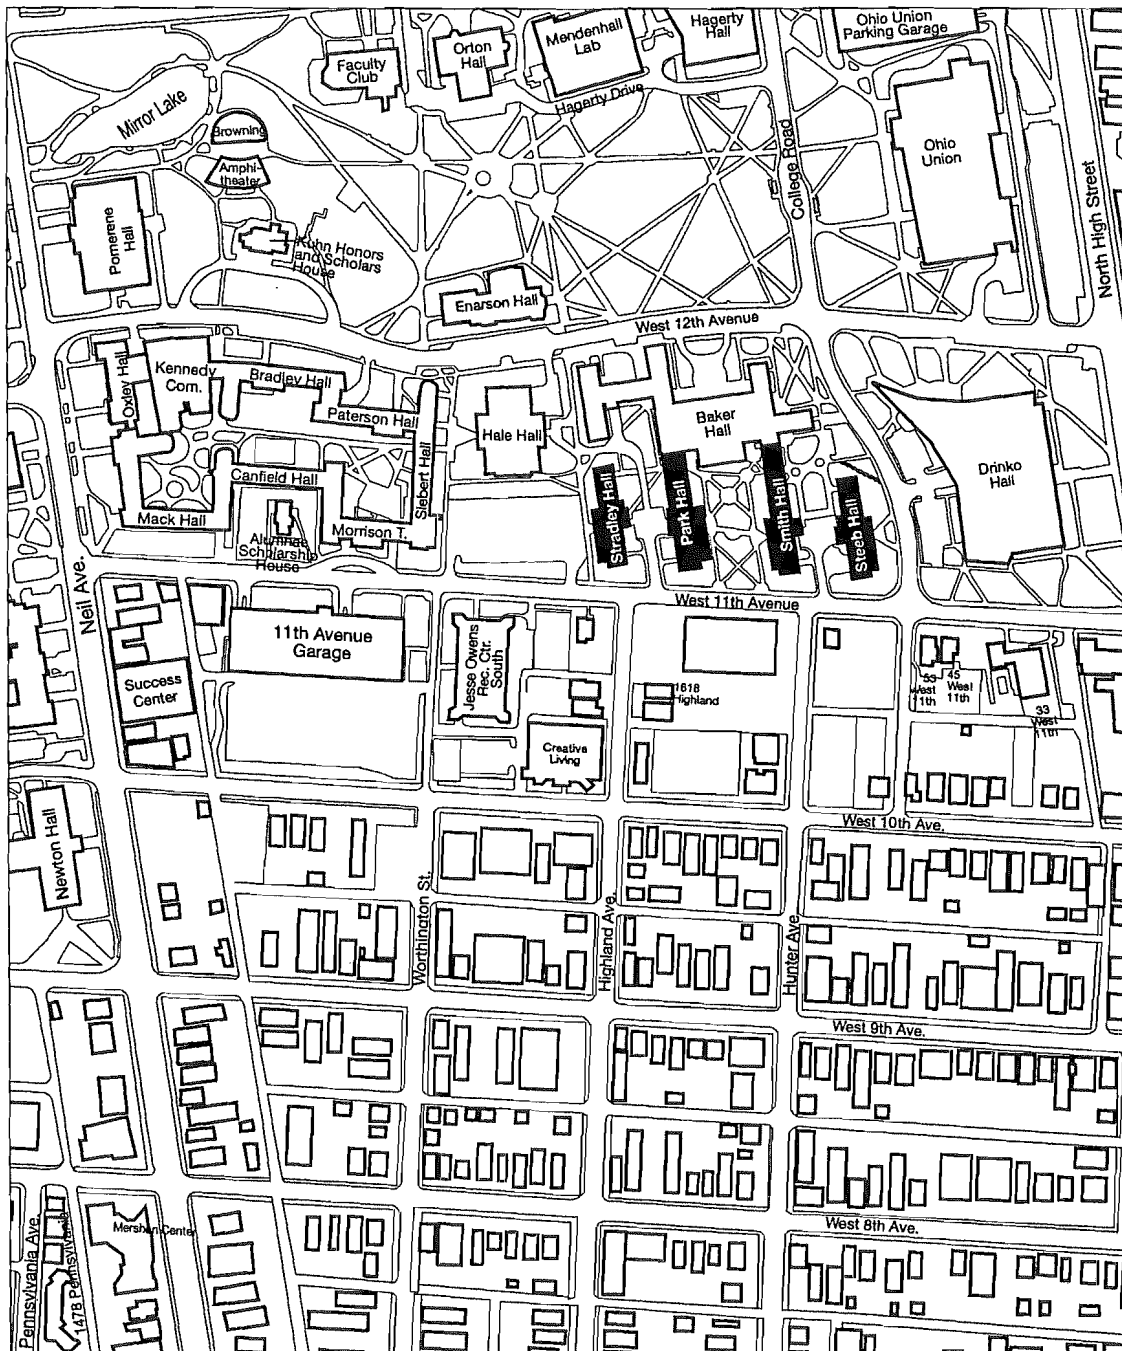 Hagerty
Hall
Ohio Union
Parking Garage
Mendenhall
Lab
Orton
Hall
Faculty
Club
Hagerty Drive
Mirror Lake
Browning
Amphi-
theater
College Road
Ohio
Union
North High Street
Pomerene
Hall
Kuhn Honors
and Scholars
House
Enarson Hall
West 12th Avenue
Oxley Hall
Kennedy
Com.
Bradley Hall
Paterson Hall
Siebert Hall
Hale Hall
Baker
Hall
Drinko
Hall
Canfield Hall
Mack Hall
Morrison T.
Alumnae
Scholarship
House
Stradley Hall
Park Hall
Smith Hall
Steeb Hall
Neil Ave.
West 11th Avenue
11th Avenue
Garage
Jesse Owens
Rec. Ctr.
South
Success
Center
1618
Highland
53
West
11th
45
West
11th
33
West
11th
Creative
Living
Newton Hall
West 10th Ave.
Worthington St.
Highland Ave.
Hunter Ave.
West 9th Ave.
West 8th Ave.
Pennsylvania Ave.
1478 Pennsylvania
Mershon Center